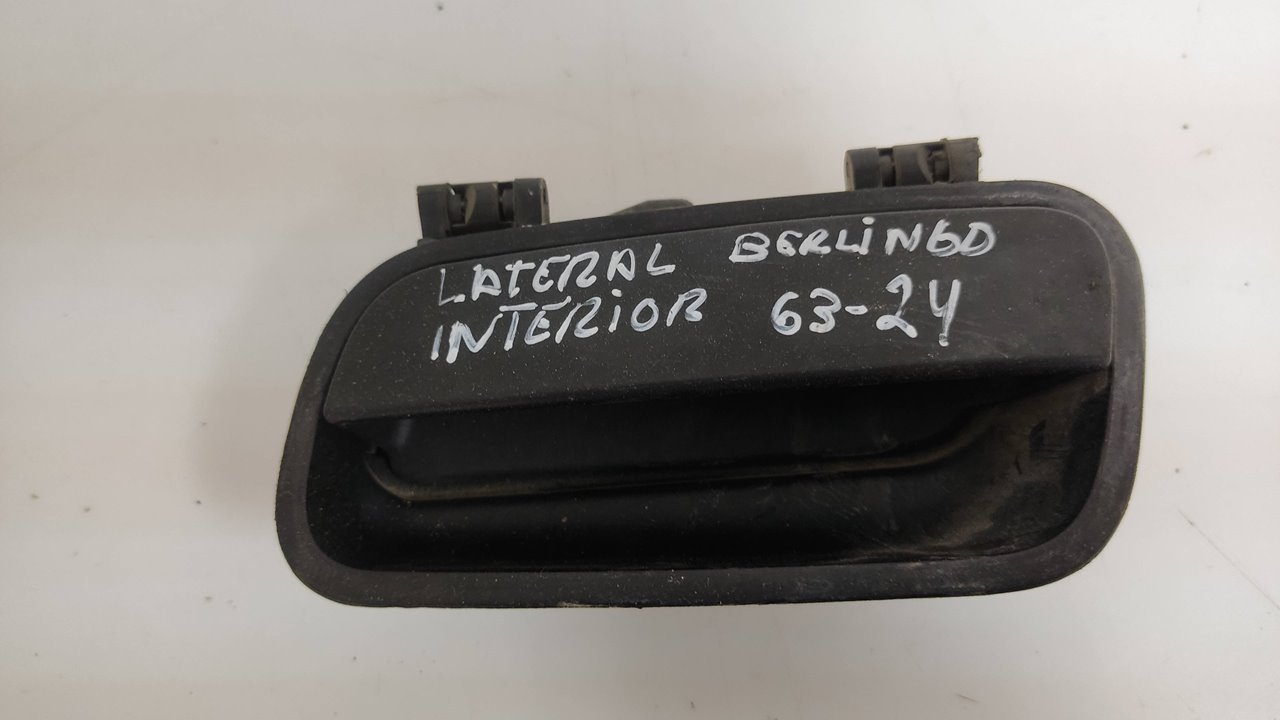 LATERAL BERLiNGO
INTERiOR 63-24